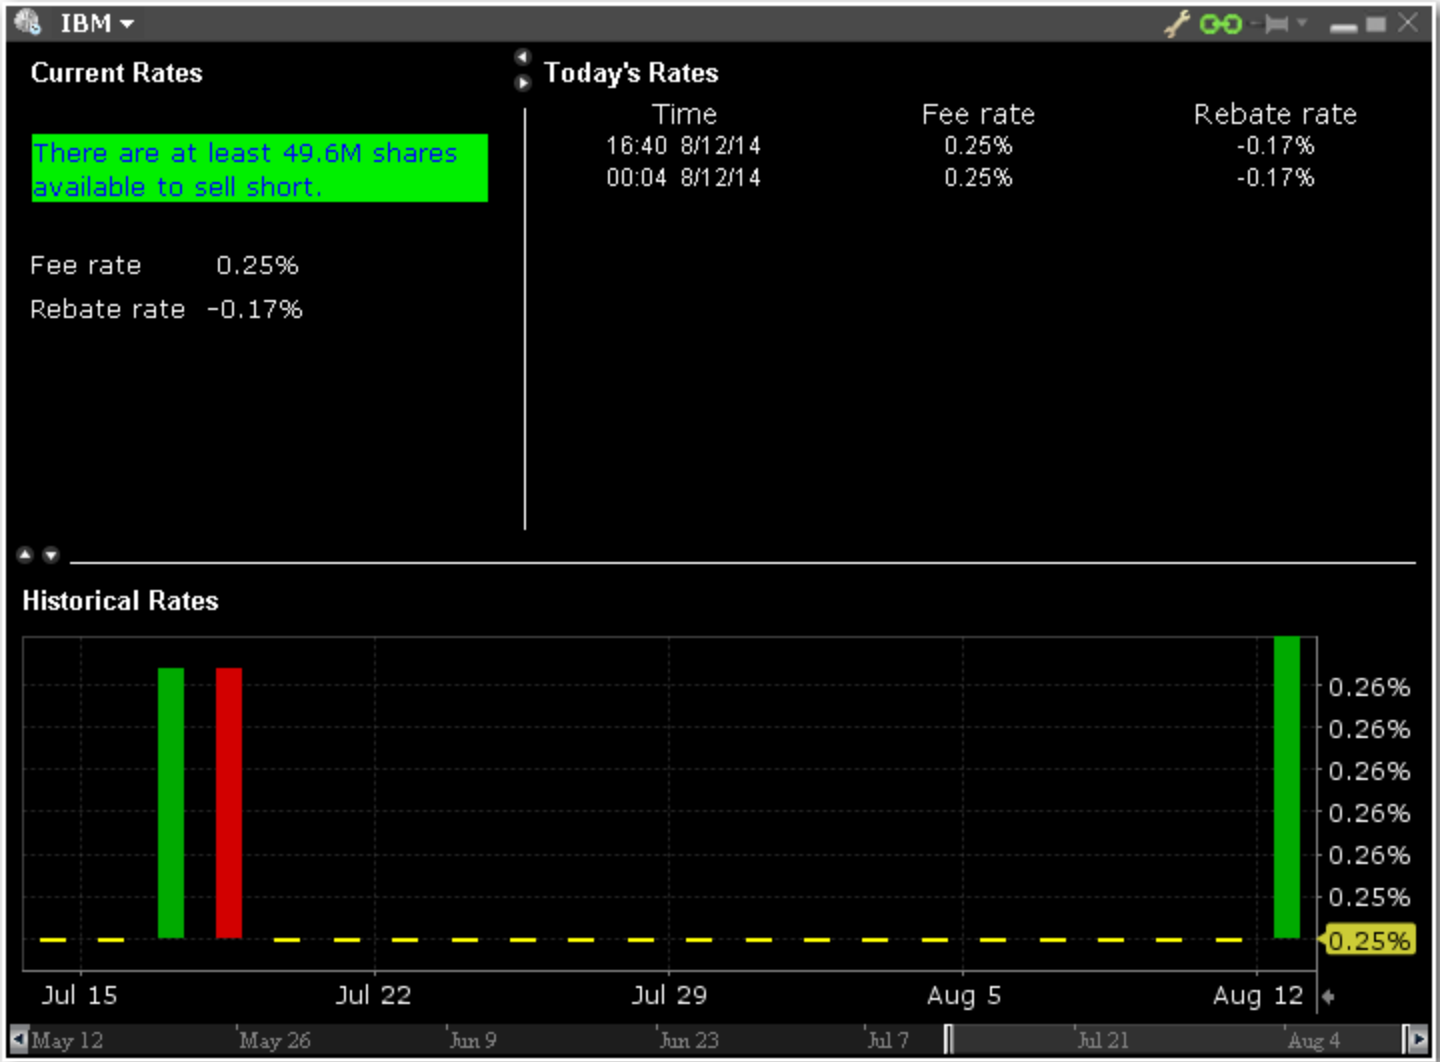 IBM
Current Rates
There are at least 49.6M shares
available to sell short.
Fee rate 0.25%
Rebate rate -0.17%
Today's Rates
Time Fee rate Rebate rate
16:40 8/12/14 0.25% -0.17%
00:04 8/12/14 0.25% -0.17%
Historical Rates
0.26%
0.26%
0.26%
0.26%
0.26%
0.25%
0.25%
Jul 15 Jul 22 Jul 29 Aug 5 Aug 12
May 12 May 26 Jun 9 Jun 23 Jul 7 Jul 21 Aug 4